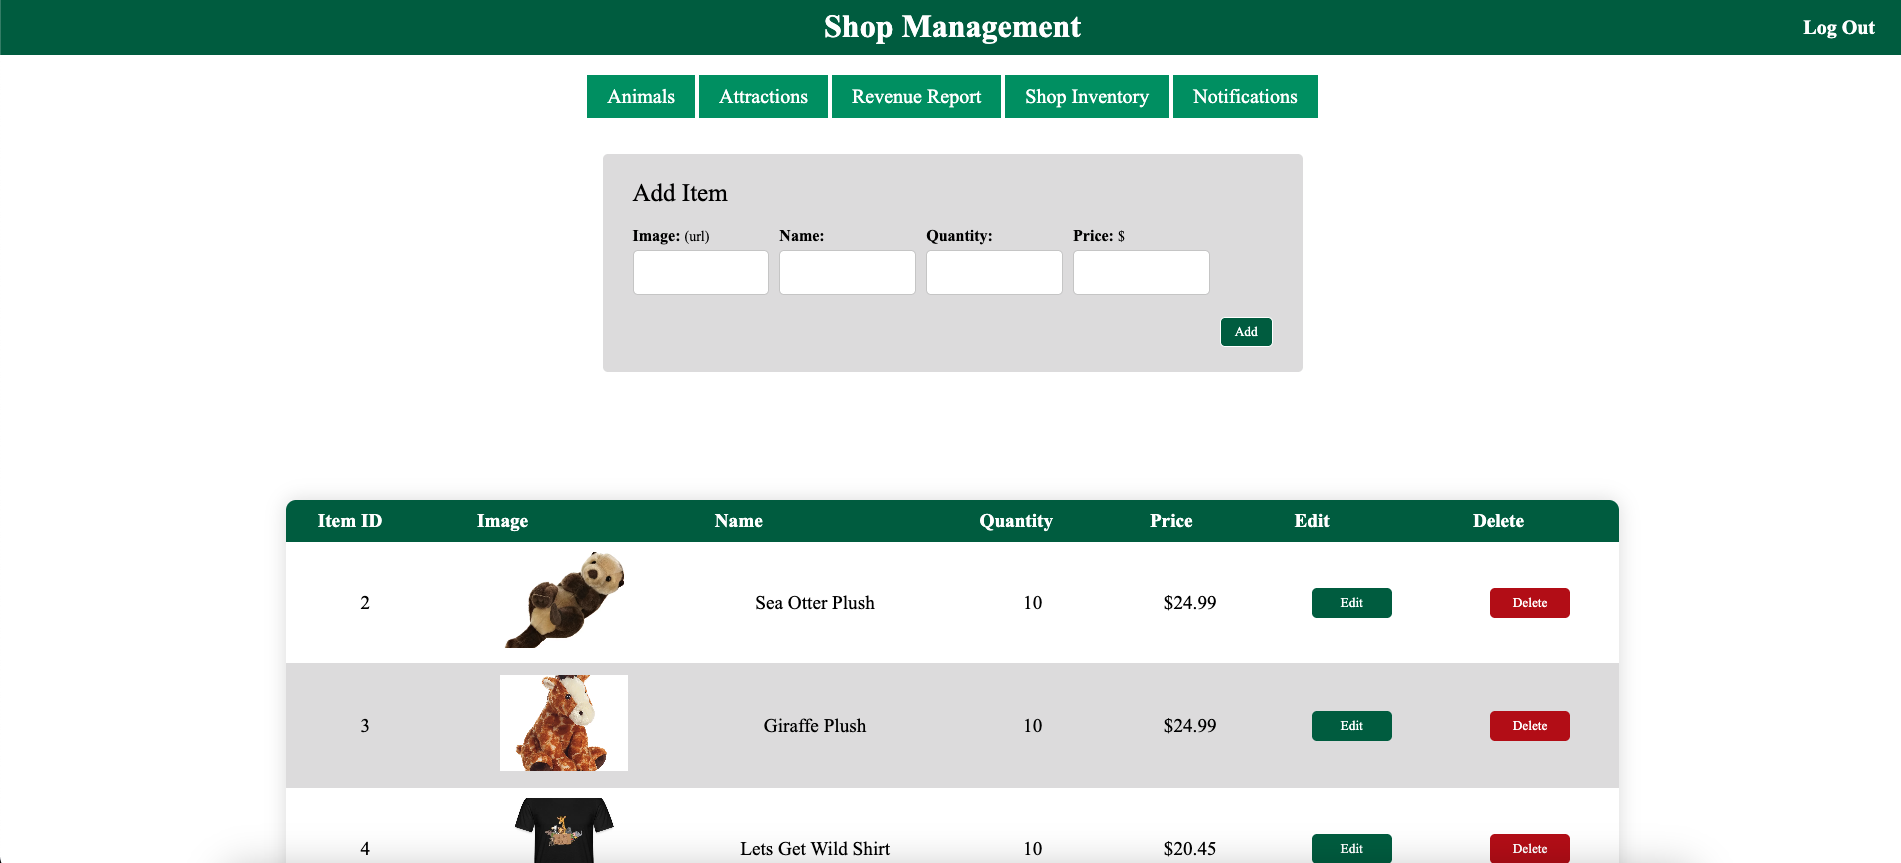 Shop Management
Log Out
Animals Attractions Revenue Report Shop Inventory Notifications
Add Item
Image: (url) Name: Quantity: Price: $
Add
Item ID Image Name Quantity Price Edit Delete
2 Sea Otter Plush 10 $24.99 Edit Delete
3 Giraffe Plush 10 $24.99 Edit Delete
4 Lets Get Wild Shirt 10 $20.45 Edit Delete